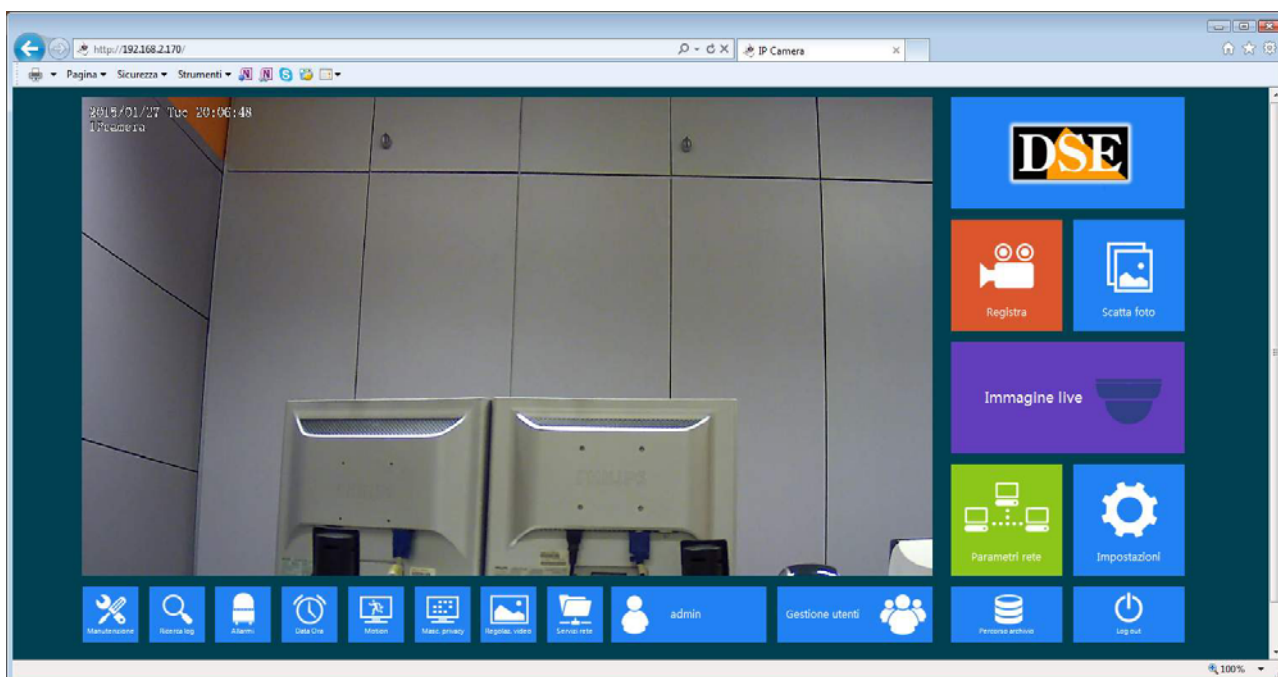 http://192.168.2.170/
IP Camera
Pagina Sicurezza Strumenti
2015/01/27 Tue 20:06:48
IPcamera
DSE
Registra
Scatta foto
Immagine live
PHILIPS
Parametri rete
Impostazioni
Manutenzione
Ricerca log
Allarmi
Data Ora
Motion
Masc. privacy
Regolaz. video
Servizi rete
admin
Gestione utenti
Percorso archivio
Log out
100%